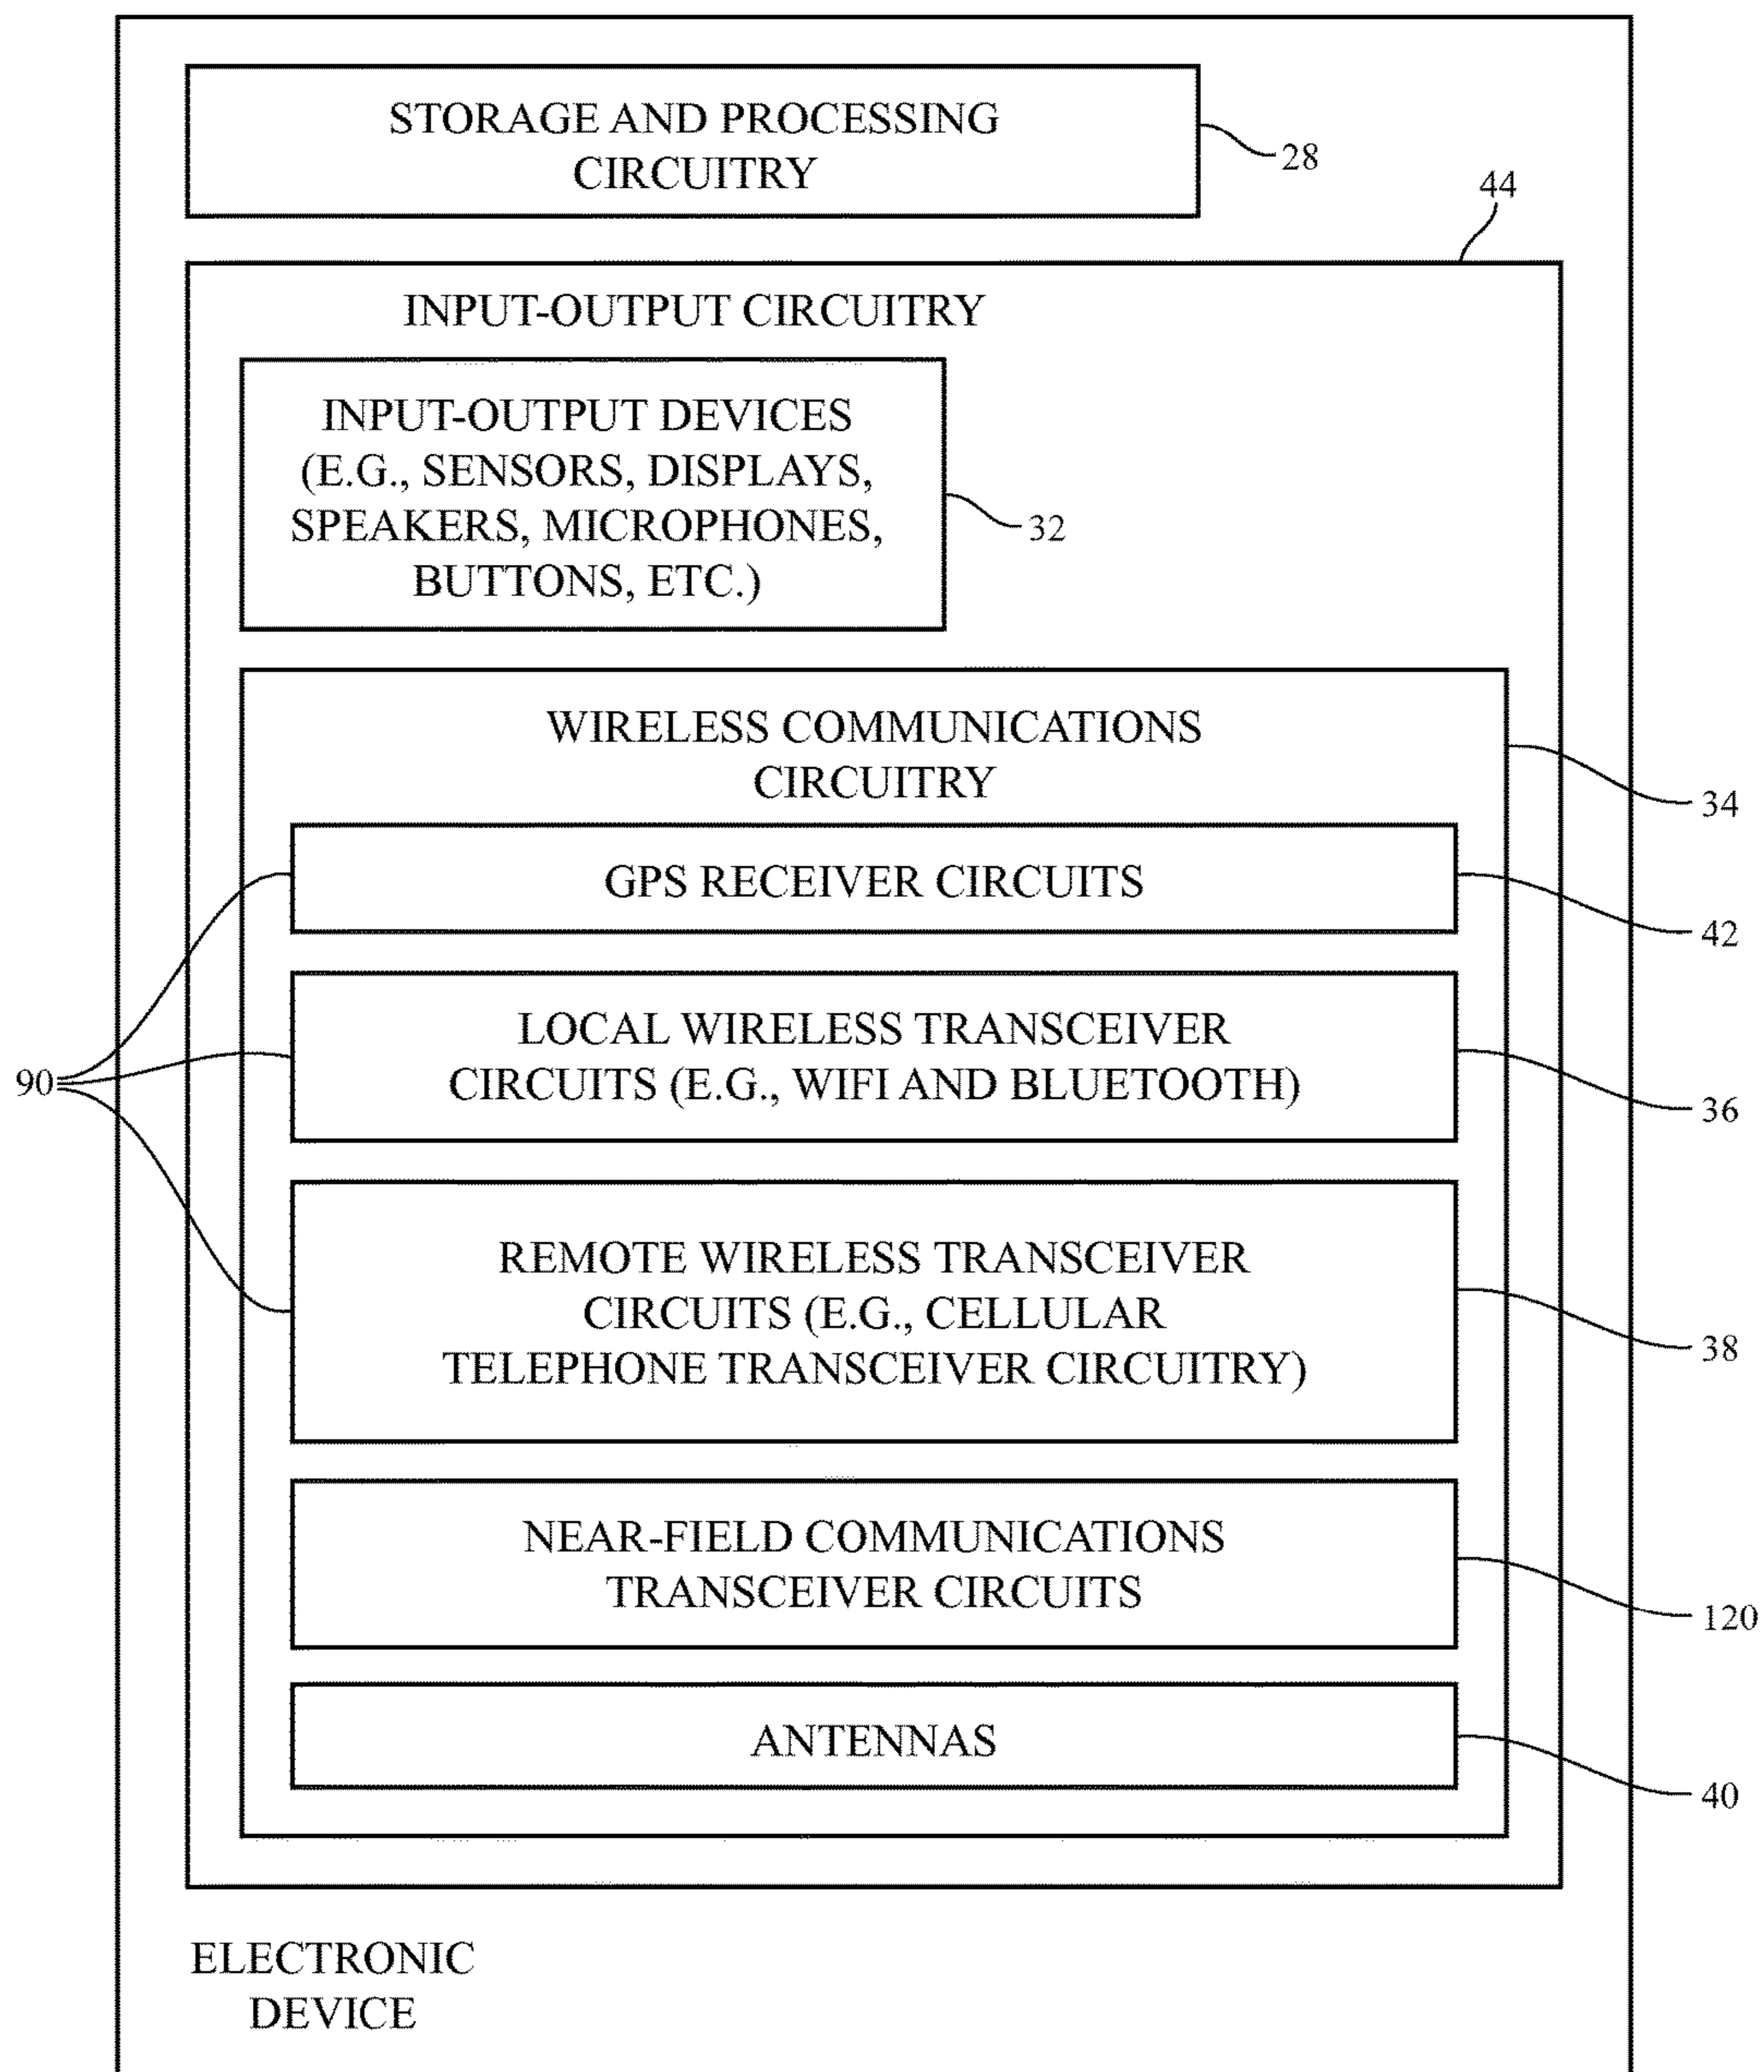 STORAGE AND PROCESSING
CIRCUITRY
28
44
INPUT-OUTPUT CIRCUITRY
INPUT-OUTPUT DEVICES
(E.G., SENSORS, DISPLAYS,
SPEAKERS, MICROPHONES,
BUTTONS, ETC.)
32
WIRELESS COMMUNICATIONS
CIRCUITRY
34
GPS RECEIVER CIRCUITS
42
LOCAL WIRELESS TRANSCEIVER
CIRCUITS (E.G., WIFI AND BLUETOOTH)
90
36
REMOTE WIRELESS TRANSCEIVER
CIRCUITS (E.G., CELLULAR
TELEPHONE TRANSCEIVER CIRCUITRY)
38
NEAR-FIELD COMMUNICATIONS
TRANSCEIVER CIRCUITS
120
ANTENNAS
40
ELECTRONIC
DEVICE